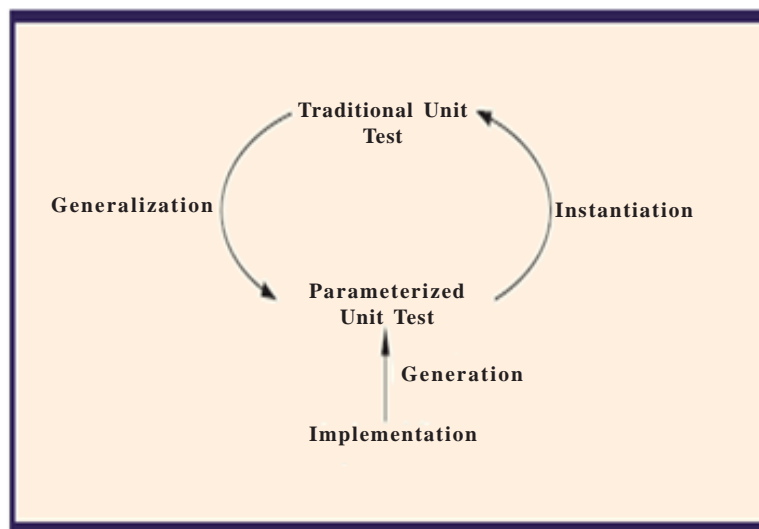 Traditional Unit
Test
Generalization
Instantiation
Parameterized
Unit Test
Generation
Implementation